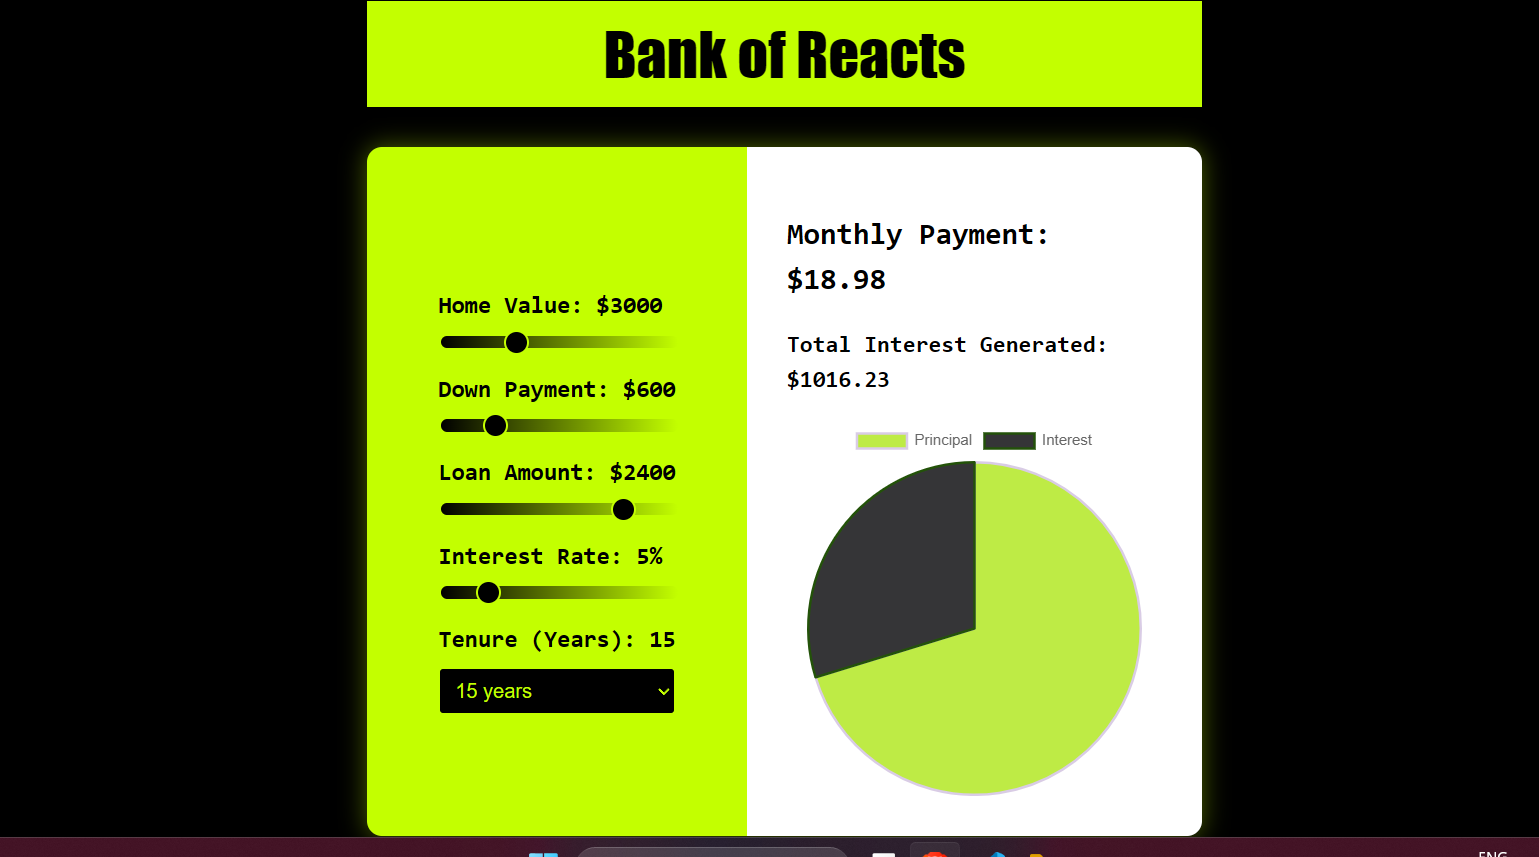 Bank of Reacts
Home Value: $3000
Down Payment: $600
Loan Amount: $2400
Interest Rate: 5%
Tenure (Years): 15
15 years
Monthly Payment:
$18.98
Total Interest Generated:
$1016.23
Principal Interest
ENG